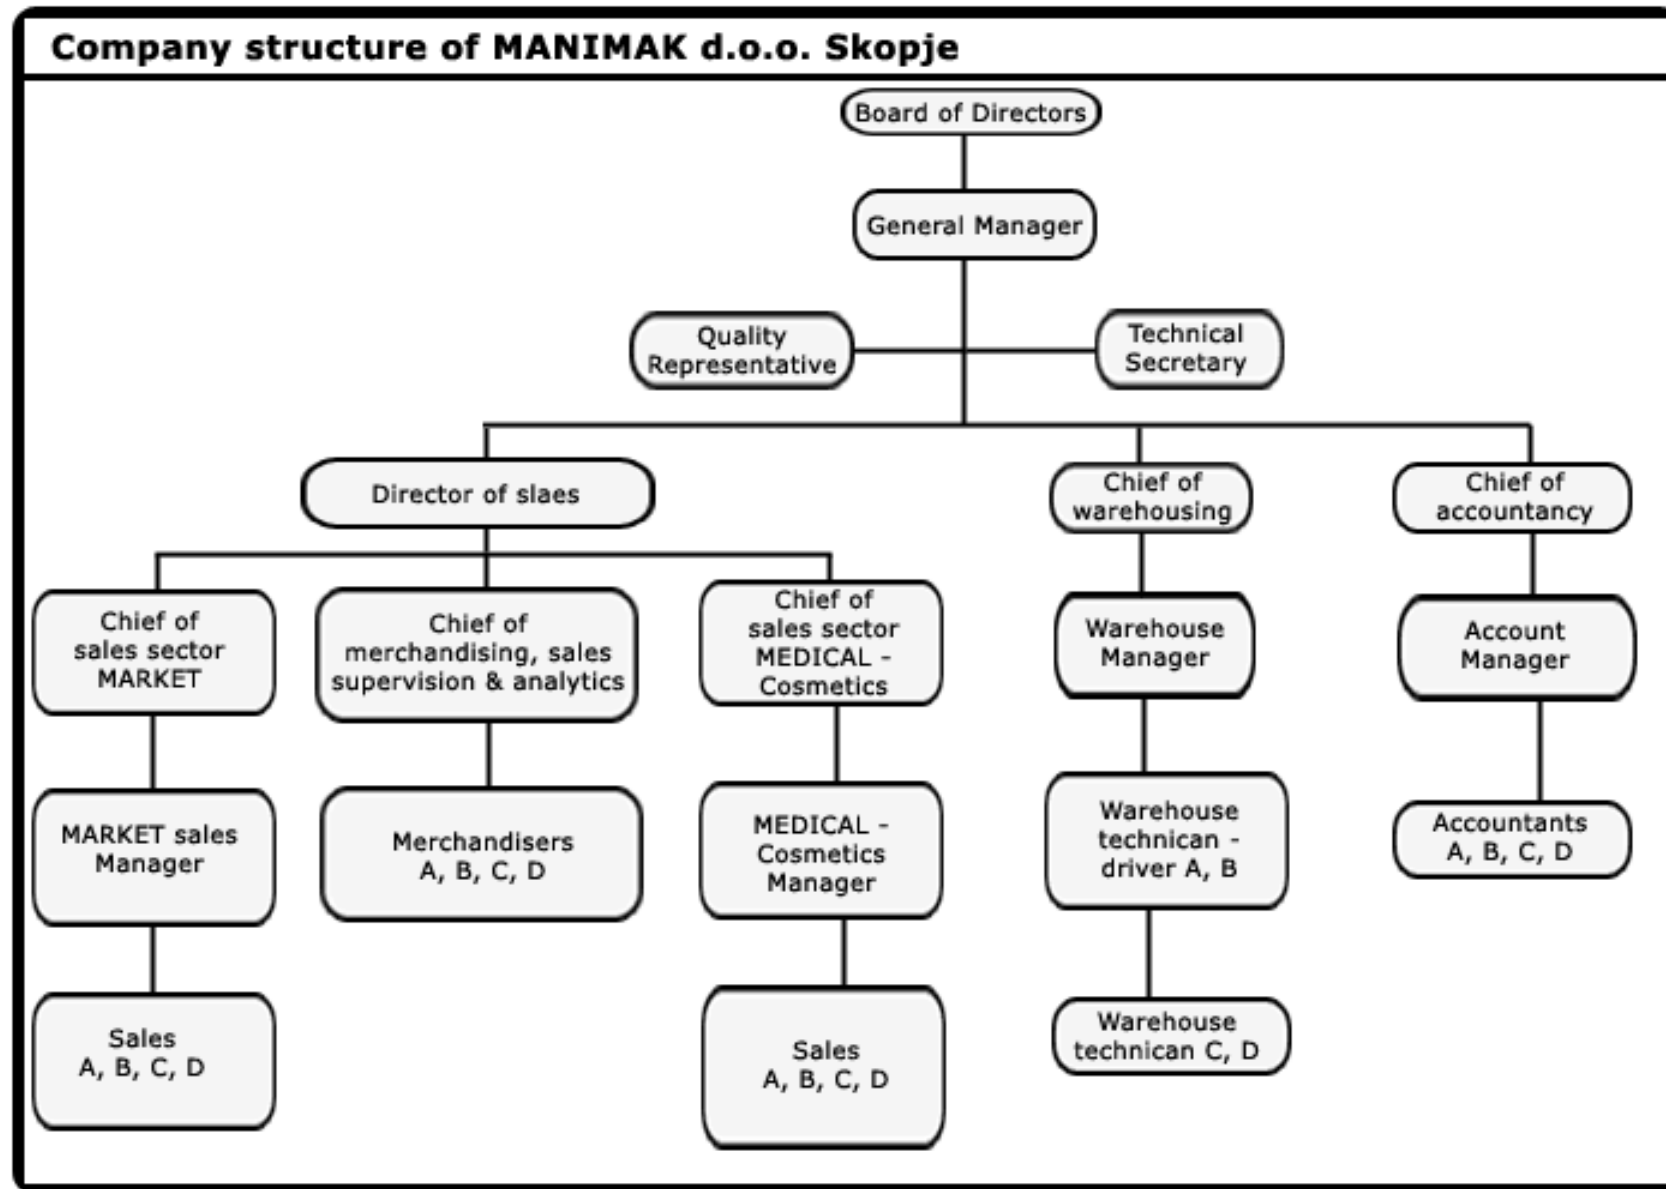 Company structure of MANIMAK d.o.o. Skopje
Board of Directors
General Manager
Quality
Representative
Technical
Secretary
Director of slaes
Chief of
warehousing
Chief of
accountancy
Chief of
sales sector
MARKET
Chief of
merchandising, sales
supervision & analytics
Chief of
sales sector
MEDICAL -
Cosmetics
Warehouse
Manager
Account
Manager
MARKET sales
Manager
Merchandisers
A, B, C, D
MEDICAL -
Cosmetics
Manager
Warehouse
technican -
driver A, B
Accountants
A, B, C, D
Sales
A, B, C, D
Sales
A, B, C, D
Warehouse
technican C, D